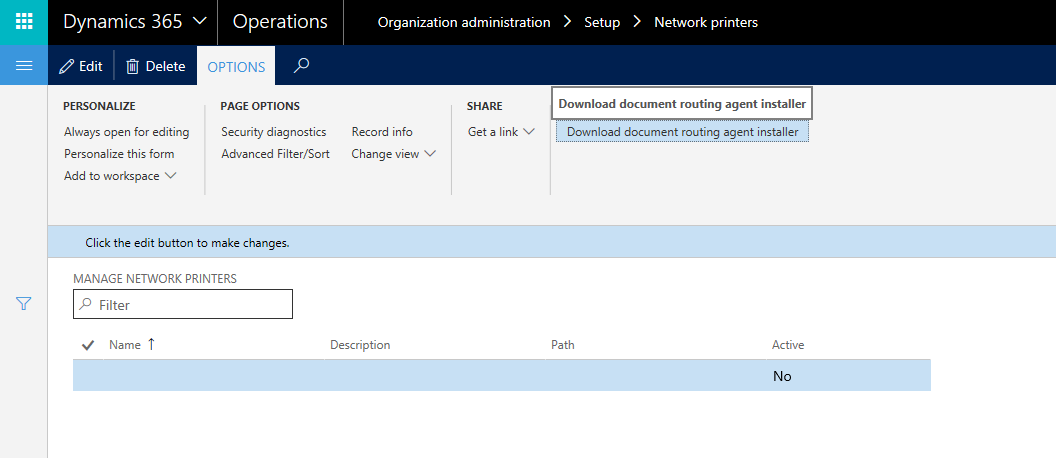 Dynamics 365 Operations Organization administration > Setup > Network printers
Edit Delete OPTIONS
PERSONALIZE
Always open for editing
Personalize this form
Add to workspace
PAGE OPTIONS
Security diagnostics
Advanced Filter/Sort
Record info
Change view
SHARE
Get a link
Download document routing agent installer
Download document routing agent installer
Click the edit button to make changes.
MANAGE NETWORK PRINTERS
Filter
Name ↑ Description Path Active
No